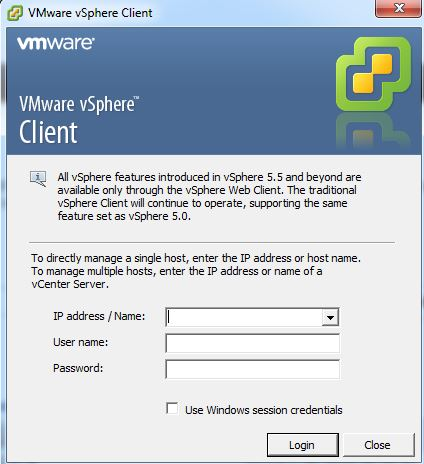 VMware vSphere Client
vmware®
VMware vSphere™
Client
All vSphere features introduced in vSphere 5.5 and beyond are
available only through the vSphere Web Client. The traditional
vSphere Client will continue to operate, supporting the same
feature set as vSphere 5.0.
To directly manage a single host, enter the IP address or host name.
To manage multiple hosts, enter the IP address or name of a
vCenter Server.
IP address / Name:
User name:
Password:
Use Windows session credentials
Login Close